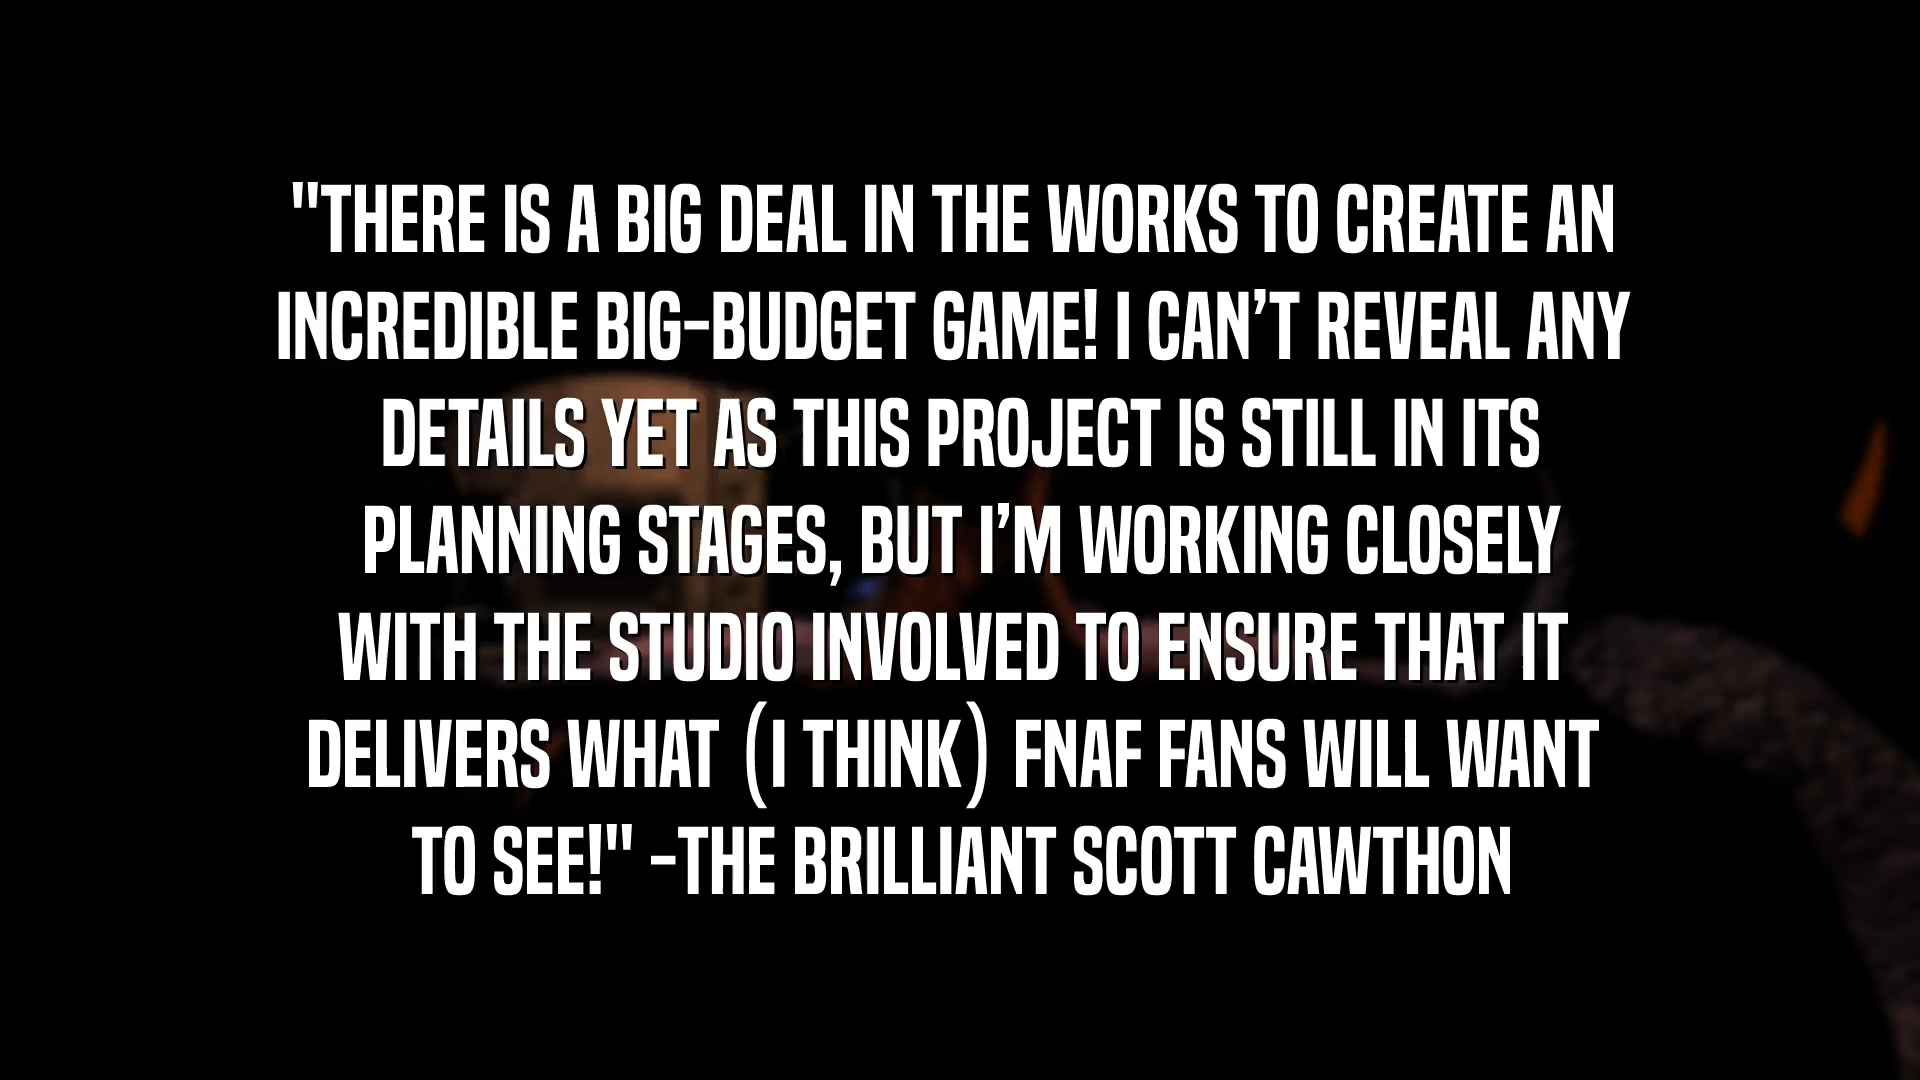 "THERE IS A BIG DEAL IN THE WORKS TO CREATE AN
INCREDIBLE BIG-BUDGET GAME! I CAN’T REVEAL ANY
DETAILS YET AS THIS PROJECT IS STILL IN ITS
PLANNING STAGES, BUT I’M WORKING CLOSELY
WITH THE STUDIO INVOLVED TO ENSURE THAT IT
DELIVERS WHAT (I THINK) FNAF FANS WILL WANT
TO SEE!" -THE BRILLIANT SCOTT CAWTHON